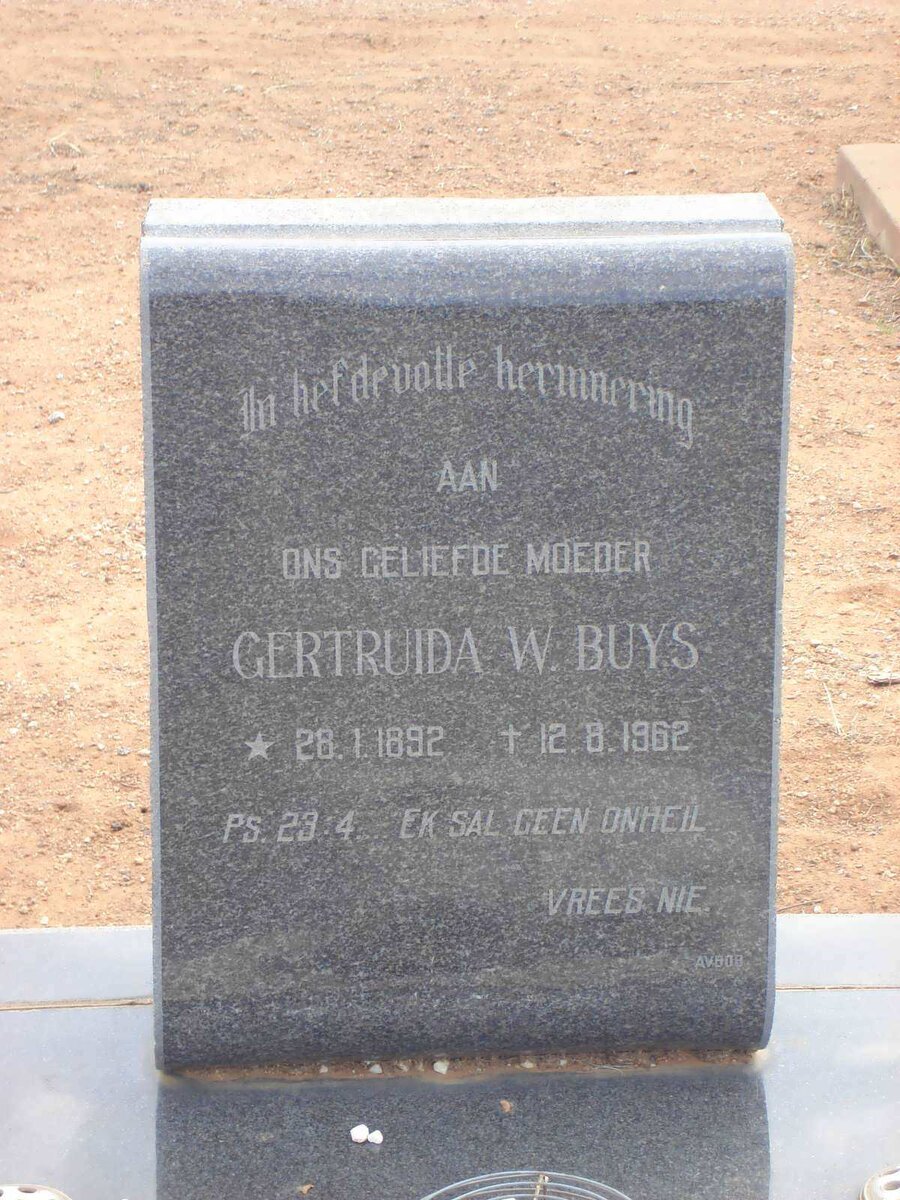 In liefdevolle herinnering
AAN
ONS GELIEFDE MOEDER
GERTRUIDA W. BUYS
★ 28.1.1892 † 12.8.1962
PS. 23:4. EK SAL GEEN ONHEIL
VREES NIE.
AVBOB